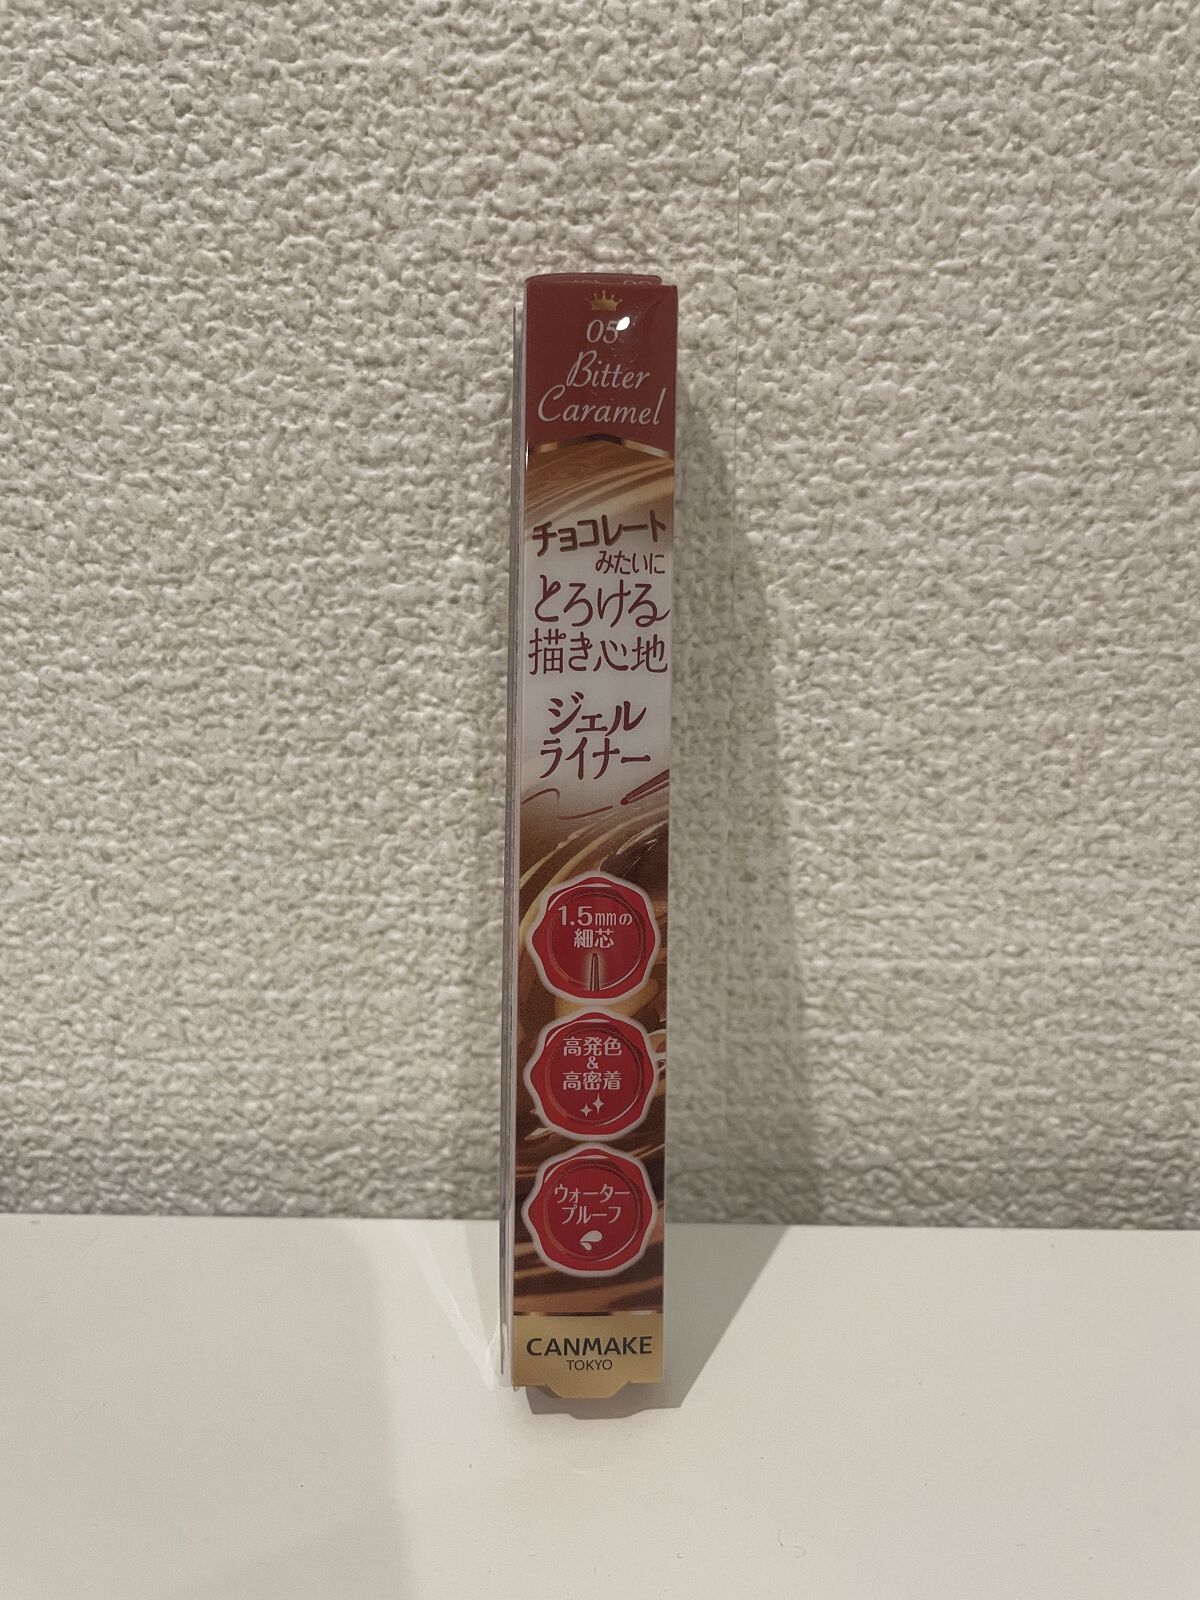 05
Bitter
Caramel
チョコレート
みたいに
とろける
描き心地
ジェル
ライナー
1.5mmの
細芯
高発色
&
高密着
ウォーター
プルーフ
CANMAKE
TOKYO